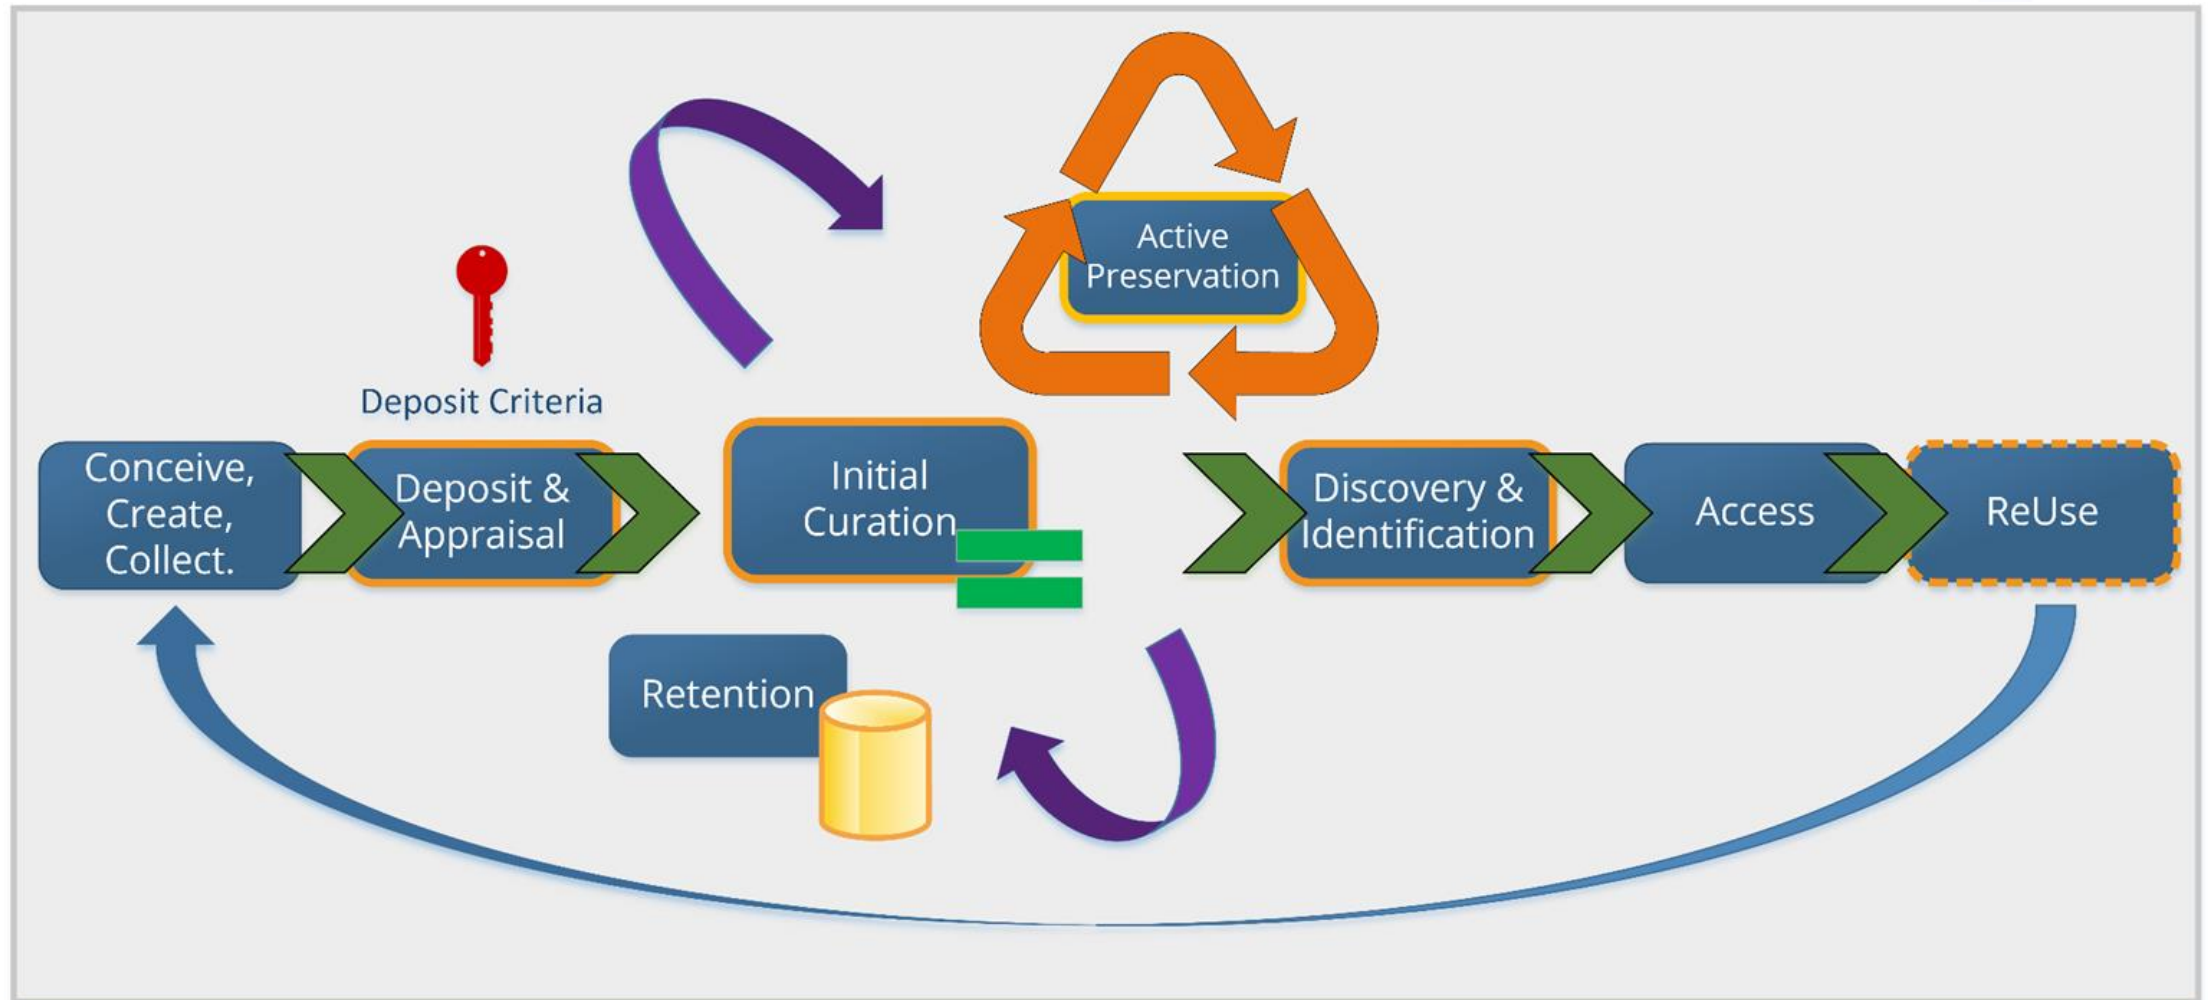 Active
Preservation
Deposit Criteria
Conceive,
Create,
Collect.
Deposit &
Appraisal
Initial
Curation
Discovery &
Identification
Access
ReUse
Retention